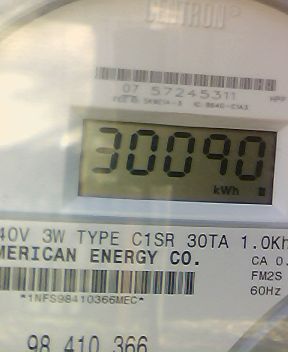 CENTRON®
07 57245311
30090
kWh
40V 3W TYPE C1SR 30TA 1.0Kh
MERICAN ENERGY CO.
CA 0.
FM2S
60Hz
*1NFS98410366MEC*
98 410 366